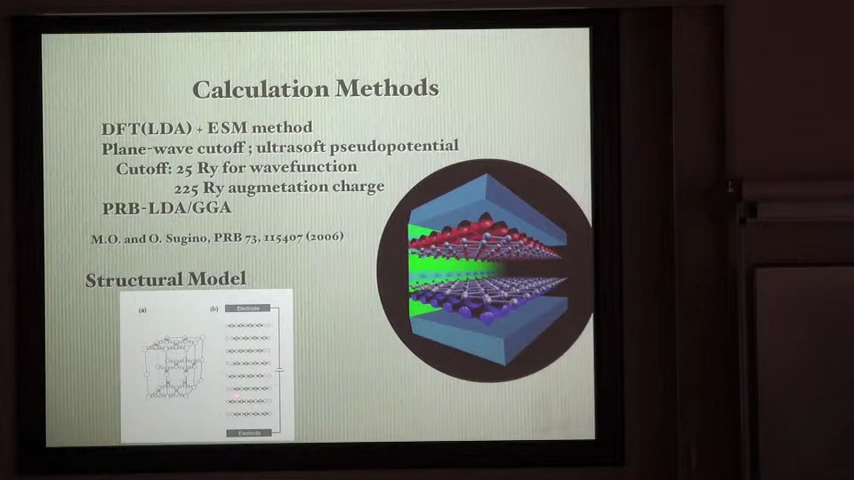 Calculation Methods
DFT(LDA) + ESM method
Plane-wave cutoff ; ultrasoft pseudopotential
Cutoff: 25 Ry for wavefunction
225 Ry augmetation charge
PRB-LDA/GGA
M.O. and O. Sugino, PRB 73, 115407 (2006)
Structural Model
(a)
(b)
Electrode
Electrode